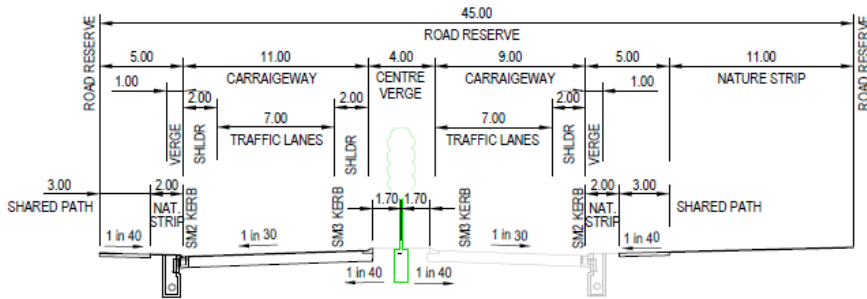 45.00
ROAD RESERVE
ROAD RESERVE
ROAD RESERVE
5.00
11.00
4.00
9.00
5.00
11.00
CARRAIGEWAY
CENTRE
VERGE
CARRAIGEWAY
NATURE STRIP
1.00
1.00
2.00
2.00
2.00
7.00
7.00
TRAFFIC LANES
TRAFFIC LANES
VERGE
SHLDR
SHLDR
SHLDR
VERGE
3.00
2.00
1.70
1.70
2.00
3.00
SHARED PATH
NAT.
STRIP
SM2 KERB
SM3 KERB
SM3 KERB
SM2 KERB
NAT.
STRIP
SHARED PATH
1 in 40
1 in 30
1 in 30
1 in 40
1 in 40
1 in 40